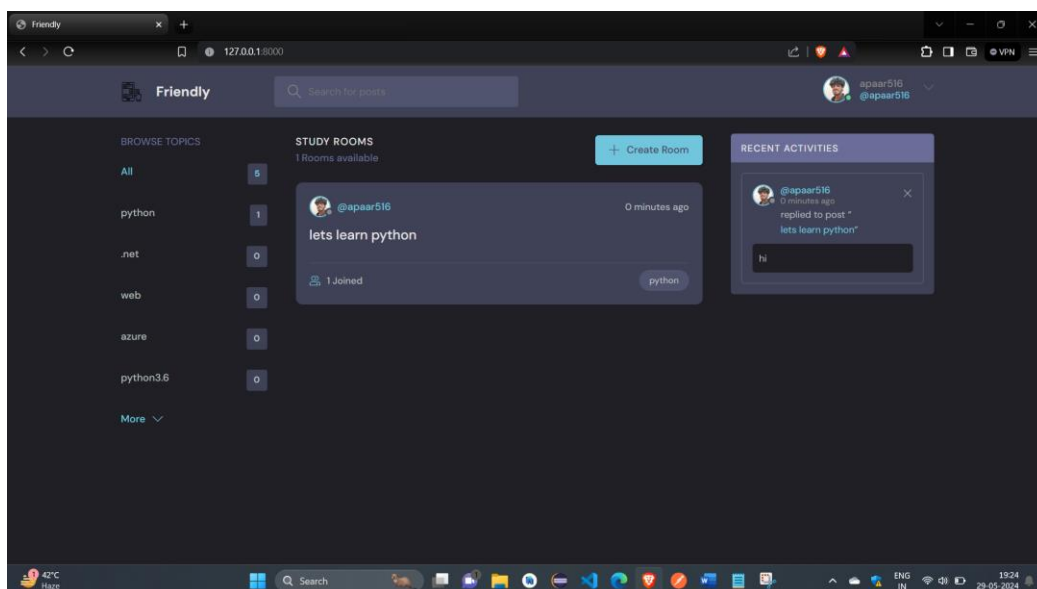 Friendly
127.0.0.1:8000
VPN
Friendly
Search for posts
apaar516
@apaar516
BROWSE TOPICS
All 5
python 1
.net 0
web 0
azure 0
python3.6 0
More
STUDY ROOMS
1 Rooms available
+ Create Room
@apaar516 0 minutes ago
lets learn python
1 Joined python
RECENT ACTIVITIES
@apaar516
0 minutes ago
replied to post “
lets learn python”
hi
1
42°C
Haze
Search
ENG
IN
19:24
29-05-2024